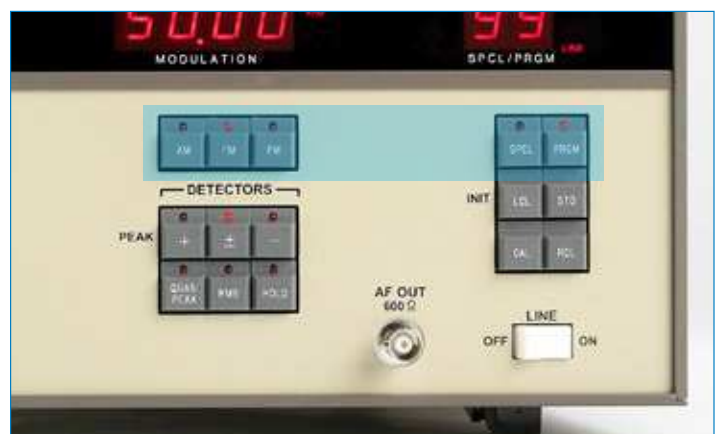 50.00
99
MODULATION
SPCL/PRGM
AM FM PM
SPCL PRGM
DETECTORS
INIT LCL STO
PEAK + ± -
CAL RCL
QUASI PEAK RMS HOLD
AF OUT
600 Ω
LINE
OFF ON